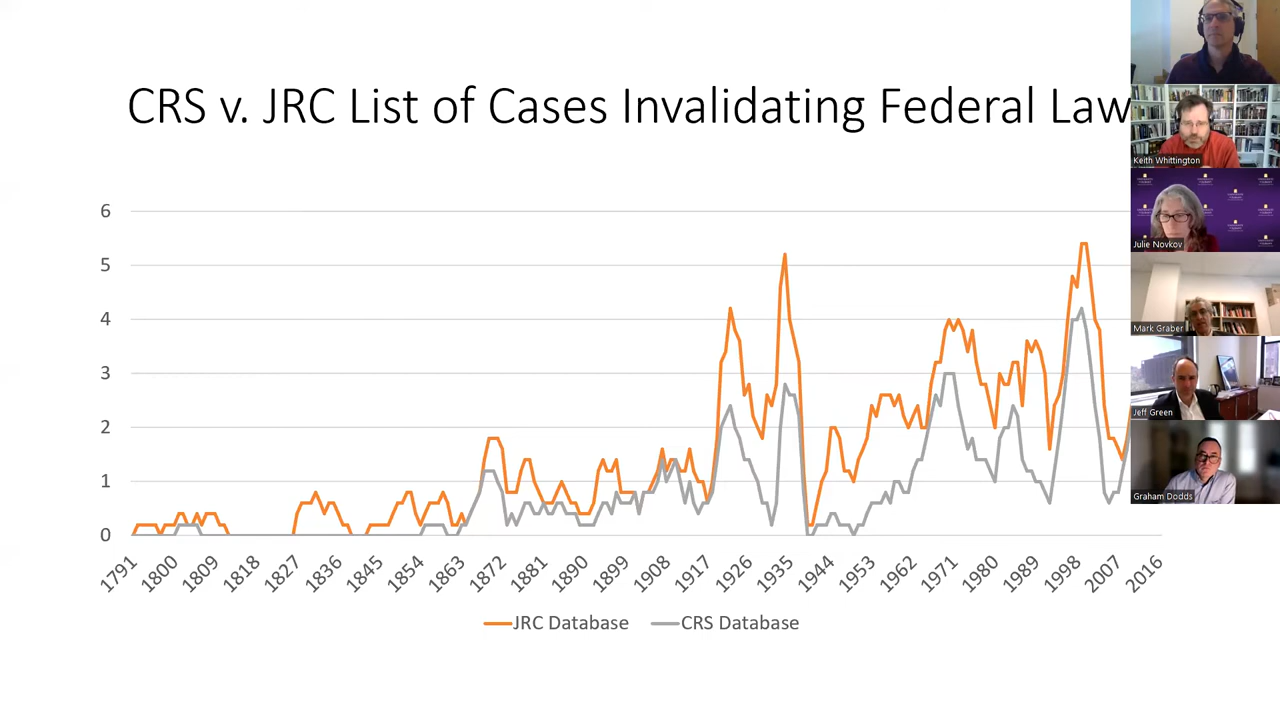 CRS v. JRC List of Cases Invalidating Federal Law
6
5
4
3
2
1
0
1791 1800 1809 1818 1827 1836 1845 1854 1863 1872 1881 1890 1899 1908 1917 1926 1935 1944 1953 1962 1971 1980 1989 1998 2007 2016
JRC Database CRS Database
Keith Whittington
Julie Novkov
Mark Graber
Jeff Green
Graham Dodds